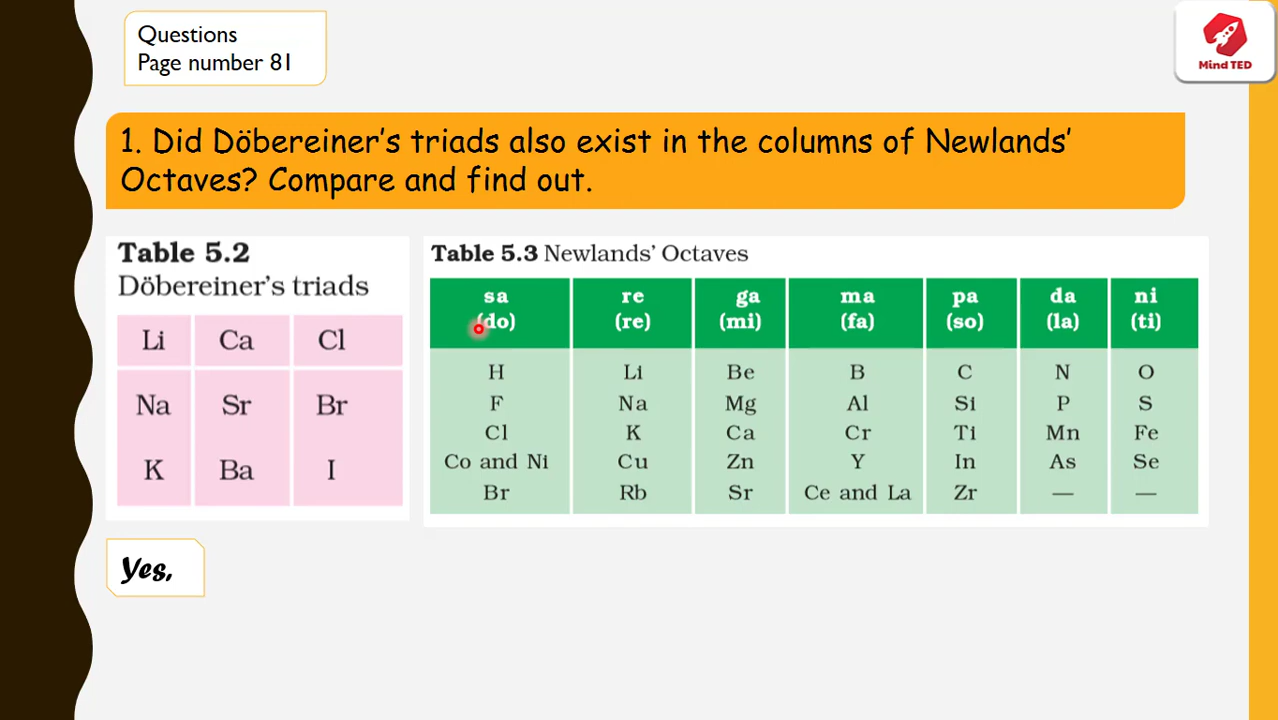 Questions
Page number 81
Mind TED
1. Did Döbereiner's triads also exist in the columns of Newlands'
Octaves? Compare and find out.
Table 5.2
Döbereiner's triads
Li Ca Cl
Na Sr Br
K Ba I
Table 5.3 Newlands' Octaves
sa re ga ma pa da ni
(do) (re) (mi) (fa) (so) (la) (ti)
H Li Be B C N O
F Na Mg Al Si P S
Cl K Ca Cr Ti Mn Fe
Co and Ni Cu Zn Y In As Se
Br Rb Sr Ce and La Zr — —
Yes,